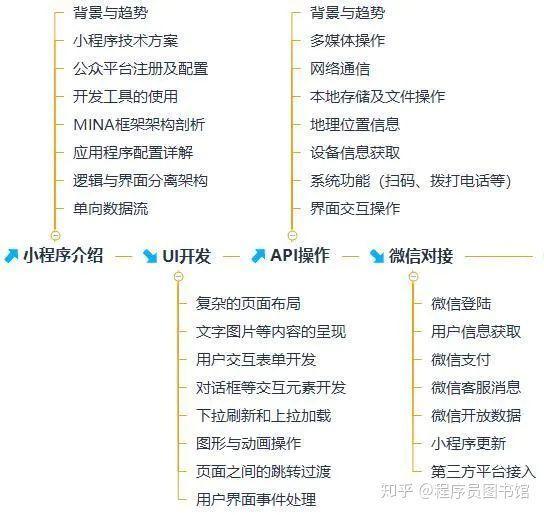 背景与趋势
小程序技术方案
公众平台注册及配置
开发工具的使用
MINA框架架构剖析
应用程序配置详解
逻辑与界面分离架构
单向数据流
背景与趋势
多媒体操作
网络通信
本地存储及文件操作
地理位置信息
设备信息获取
系统功能（扫码、拨打电话等）
界面交互操作
小程序介绍
UI开发
API操作
微信对接
复杂的页面布局
文字图片等内容的呈现
用户交互表单开发
对话框等交互元素开发
下拉刷新和上拉加载
图形与动画操作
页面之间的跳转过渡
用户界面事件处理
微信登陆
用户信息获取
微信支付
微信客服消息
微信开放数据
小程序更新
第三方平台接入
知乎 @程序员图书馆